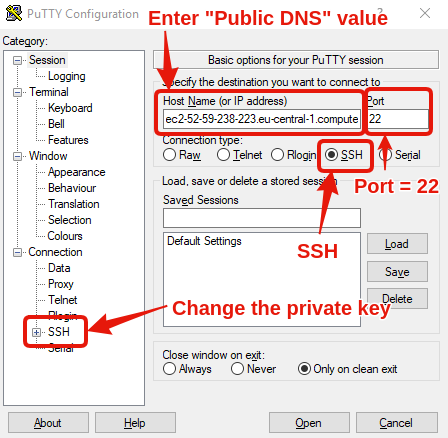 PuTTY Configuration
?
Enter "Public DNS" value
Category:
Session
Logging
Terminal
Keyboard
Bell
Features
Window
Appearance
Behaviour
Translation
Selection
Colours
Connection
Data
Proxy
Telnet
Rlogin
SSH
Serial
Basic options for your PuTTY session
Specify the destination you want to connect to
Host Name (or IP address)
Port
ec2-52-59-238-223.eu-central-1.compute
22
Connection type:
Raw
Telnet
Rlogin
SSH
Serial
Port = 22
Load, save or delete a stored session
Saved Sessions
Default Settings
SSH
Load
Save
Delete
Change the private key
Close window on exit:
Always
Never
Only on clean exit
About
Help
Open
Cancel